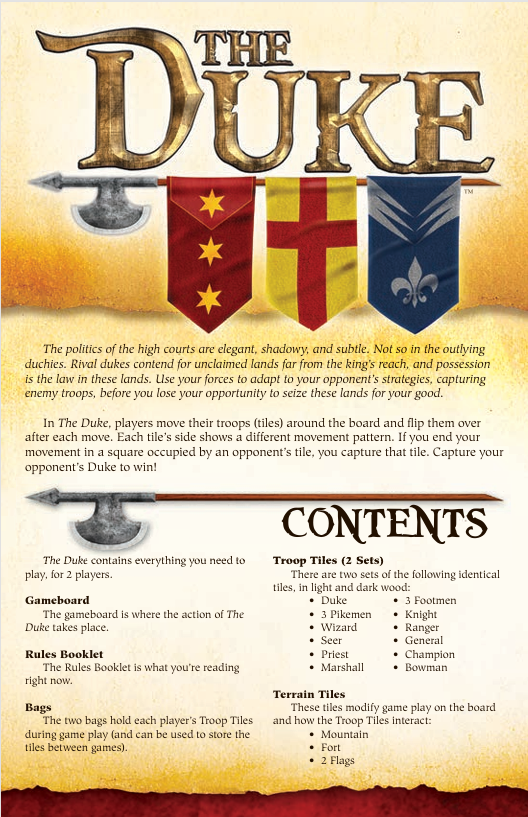 THE
DUKE
™
The politics of the high courts are elegant, shadowy, and subtle. Not so in the outlying
duchies. Rival dukes contend for unclaimed lands far from the king's reach, and possession
is the law in these lands. Use your forces to adapt to your opponent's strategies, capturing
enemy troops, before you lose your opportunity to seize these lands for your good.
In The Duke, players move their troops (tiles) around the board and flip them over
after each move. Each tile's side shows a different movement pattern. If you end your
movement in a square occupied by an opponent's tile, you capture that tile. Capture your
opponent's Duke to win!
CONTENTS
The Duke contains everything you need to
play, for 2 players.
Gameboard
The gameboard is where the action of The
Duke takes place.
Rules Booklet
The Rules Booklet is what you're reading
right now.
Bags
The two bags hold each player's Troop Tiles
during game play (and can be used to store the
tiles between games).
Troop Tiles (2 Sets)
There are two sets of the following identical
tiles, in light and dark wood:
• Duke
• 3 Pikemen
• Wizard
• Seer
• Priest
• Marshall
• 3 Footmen
• Knight
• Ranger
• General
• Champion
• Bowman
Terrain Tiles
These tiles modify game play on the board
and how the Troop Tiles interact:
• Mountain
• Fort
• 2 Flags